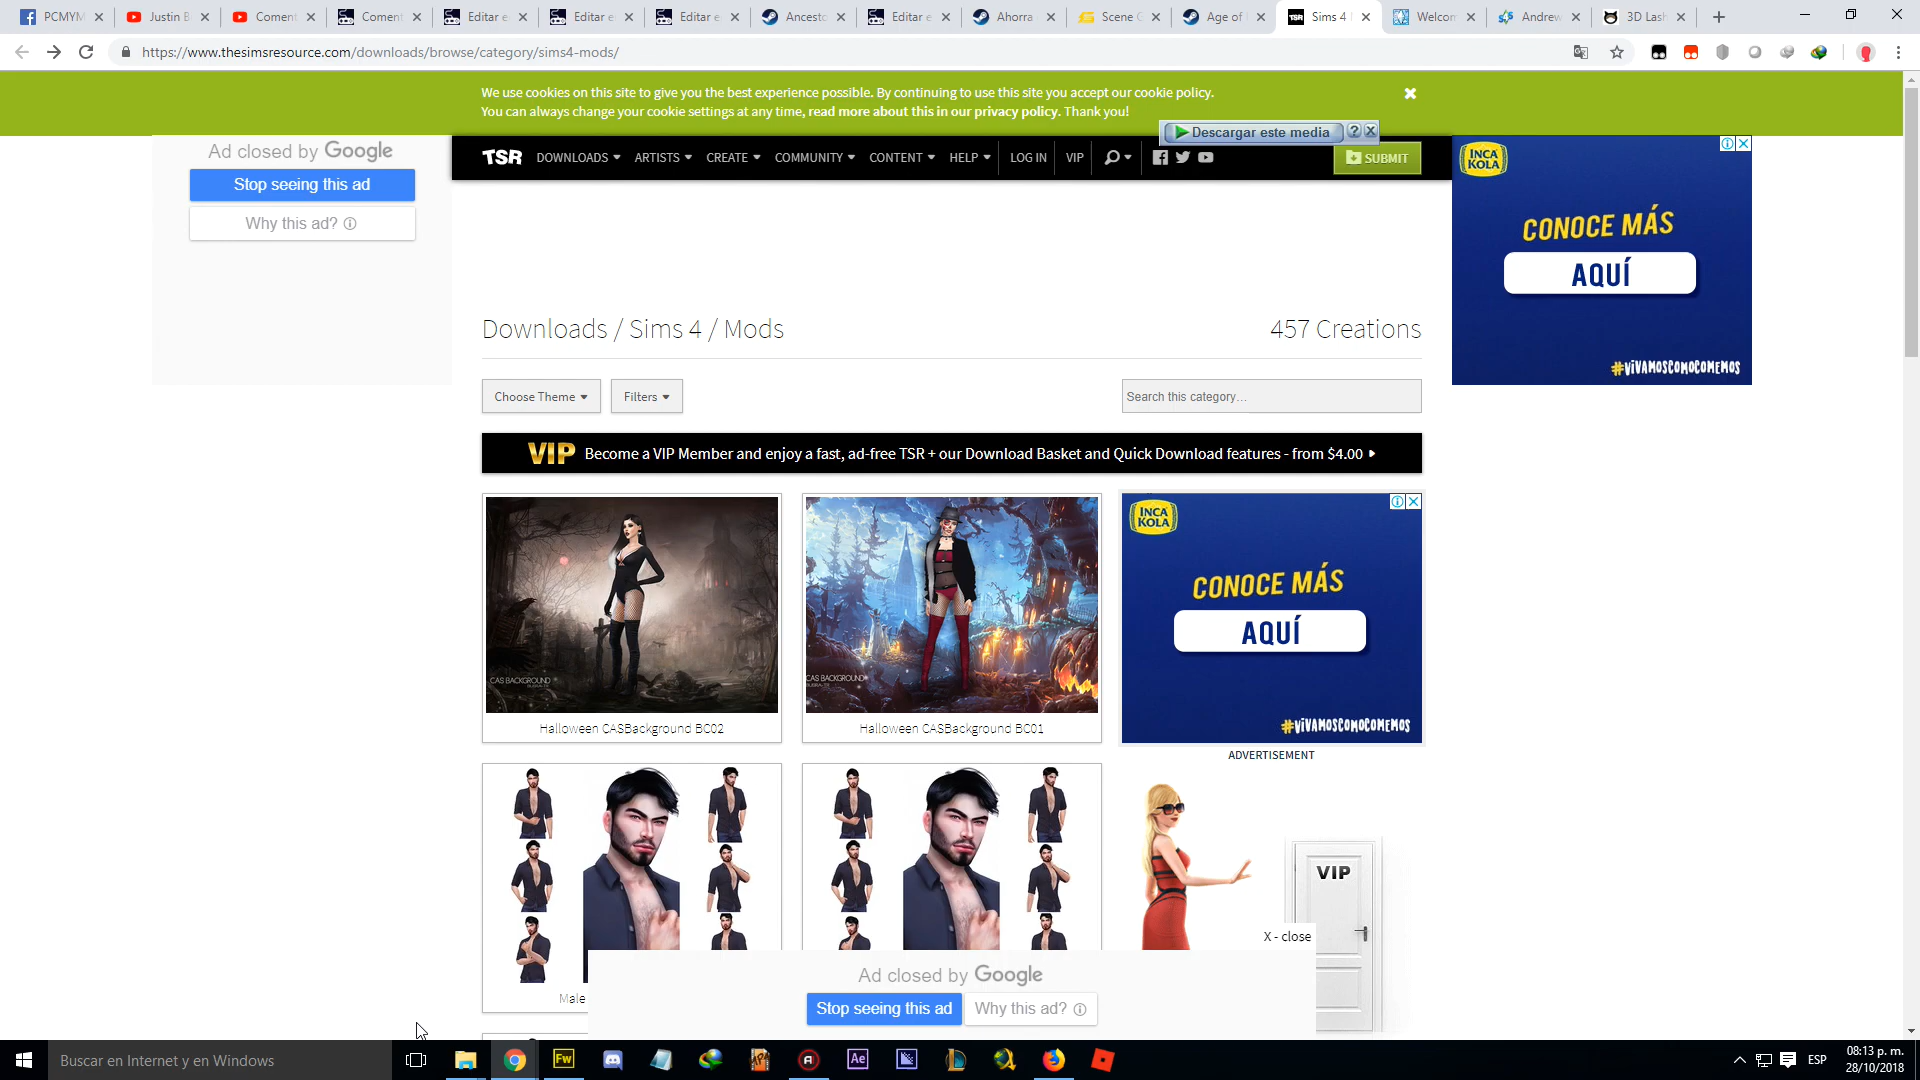 PCMYM
Justin B
Coment
Coment
Editar e
Editar e
Editar e
Ancesto
Editar e
Ahorra
Scene G
Age of
TSR
Sims 4
Welcom
Andrew
3D Lash
https://www.thesimsresource.com/downloads/browse/category/sims4-mods/
We use cookies on this site to give you the best experience possible. By continuing to use this site you accept our cookie policy.
You can always change your cookie settings at any time, read more about this in our privacy policy. Thank you!
Descargar este media
Ad closed by Google
Stop seeing this ad
Why this ad?
TSR DOWNLOADS ARTISTS CREATE COMMUNITY CONTENT HELP LOG IN VIP SUBMIT
INCA
KOLA
CONOCE MÁS
AQUÍ
#VIVAMOSCOMOCOMEMOS
Downloads / Sims 4 / Mods
457 Creations
Choose Theme
Filters
Search this category...
VIP Become a VIP Member and enjoy a fast, ad-free TSR + our Download Basket and Quick Download features - from $4.00
CAS BACKGROUND
Halloween CASBackground BC02
CAS BACKGROUND
Halloween CASBackground BC01
INCA
KOLA
CONOCE MÁS
AQUÍ
#VIVAMOSCOMOCOMEMOS
ADVERTISEMENT
VIP
X - close
Male
Ad closed by Google
Stop seeing this ad
Why this ad?
Buscar en Internet y en Windows
Fw
Ae
ESP
08:13 p. m.
28/10/2018